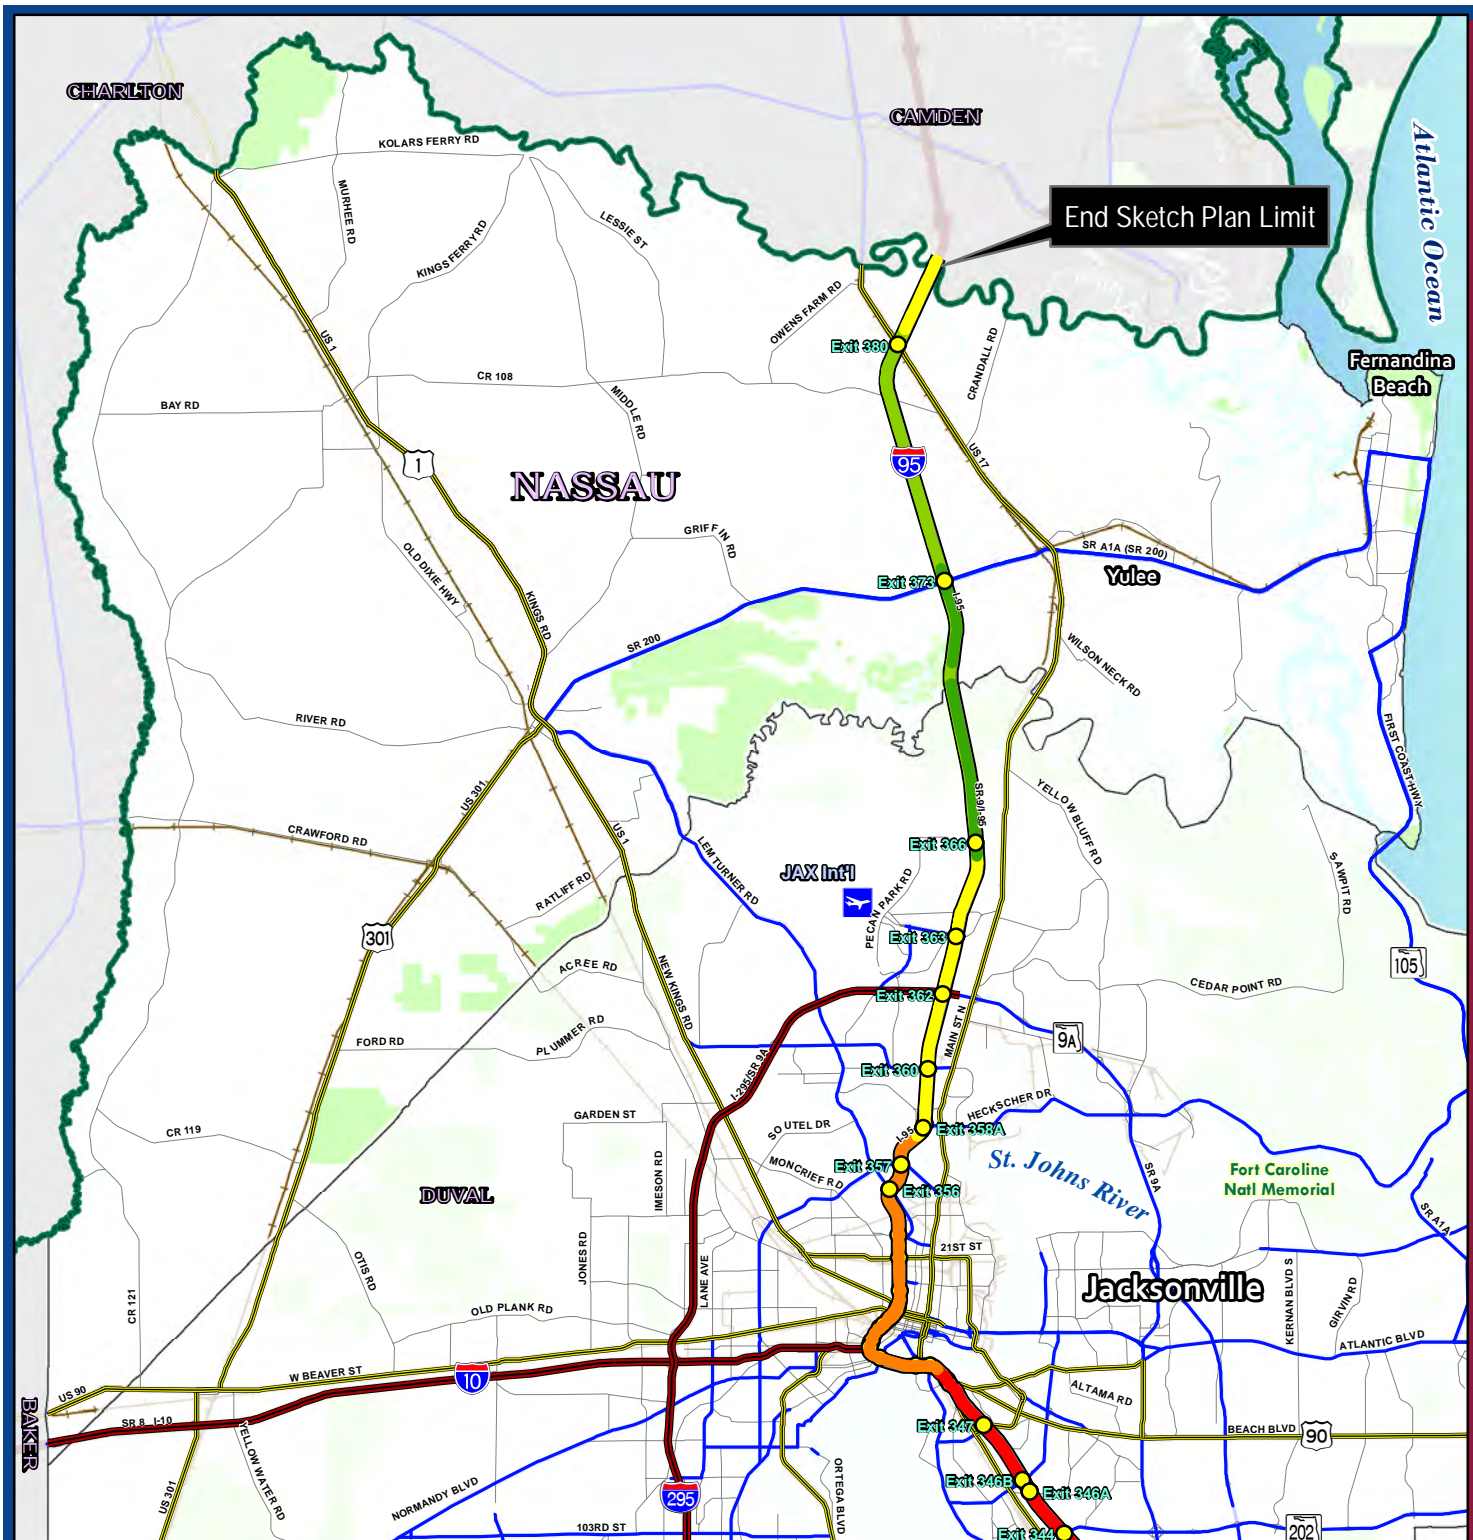 CHARLTON
CAMDEN
KOLARS FERRY RD
Atlantic Ocean
MURHEE RD
LESSIE ST
KINGS FERRY RD
End Sketch Plan Limit
OWENS FARM RD
US 1
Exit 380
CRANDALL RD
Fernandina
Beach
CR 108
BAY RD
MIDDLE RD
1
95
US 17
NASSAU
GRIFFIN RD
OLD DIXIE HWY
SR A1A (SR 200)
Yulee
Exit 373
I-95
KINGS RD
SR 200
WILSON NECK RD
RIVER RD
FIRST COAST HWY
US 301
SR 9/I-95
YELLOW BLUFF RD
CRAWFORD RD
US 1
LEM TURNER RD
Exit 366
JAX Int'l
SAWPIT RD
RATLIFF RD
PECAN PARK RD
301
Exit 363
105
ACREE RD
NEW KINGS RD
Exit 362
CEDAR POINT RD
MAIN ST N
9A
FORD RD
PLUMMER RD
I-295/SR 9A
Exit 360
HECKSCHER DR
GARDEN ST
SOUTEL DR
I-95
Exit 358A
CR 119
MONCRIEF RD
Exit 357
St. Johns River
SR 9A
Fort Caroline
Natl Memorial
IMESON RD
DUVAL
Exit 356
SR A1A
21ST ST
OTIS RD
JONES RD
LANE AVE
Jacksonville
CR 121
OLD PLANK RD
KERNAN BLVD S
GIRVIN RD
ATLANTIC BLVD
W BEAVER ST
10
US 90
ALTAMA RD
BAKER
SR 8 I-10
YELLOW WATER RD
Exit 347
BEACH BLVD
90
US 301
NORMANDY BLVD
295
ORTEGA BLVD
Exit 346B
Exit 346A
103RD ST
Exit 344
202